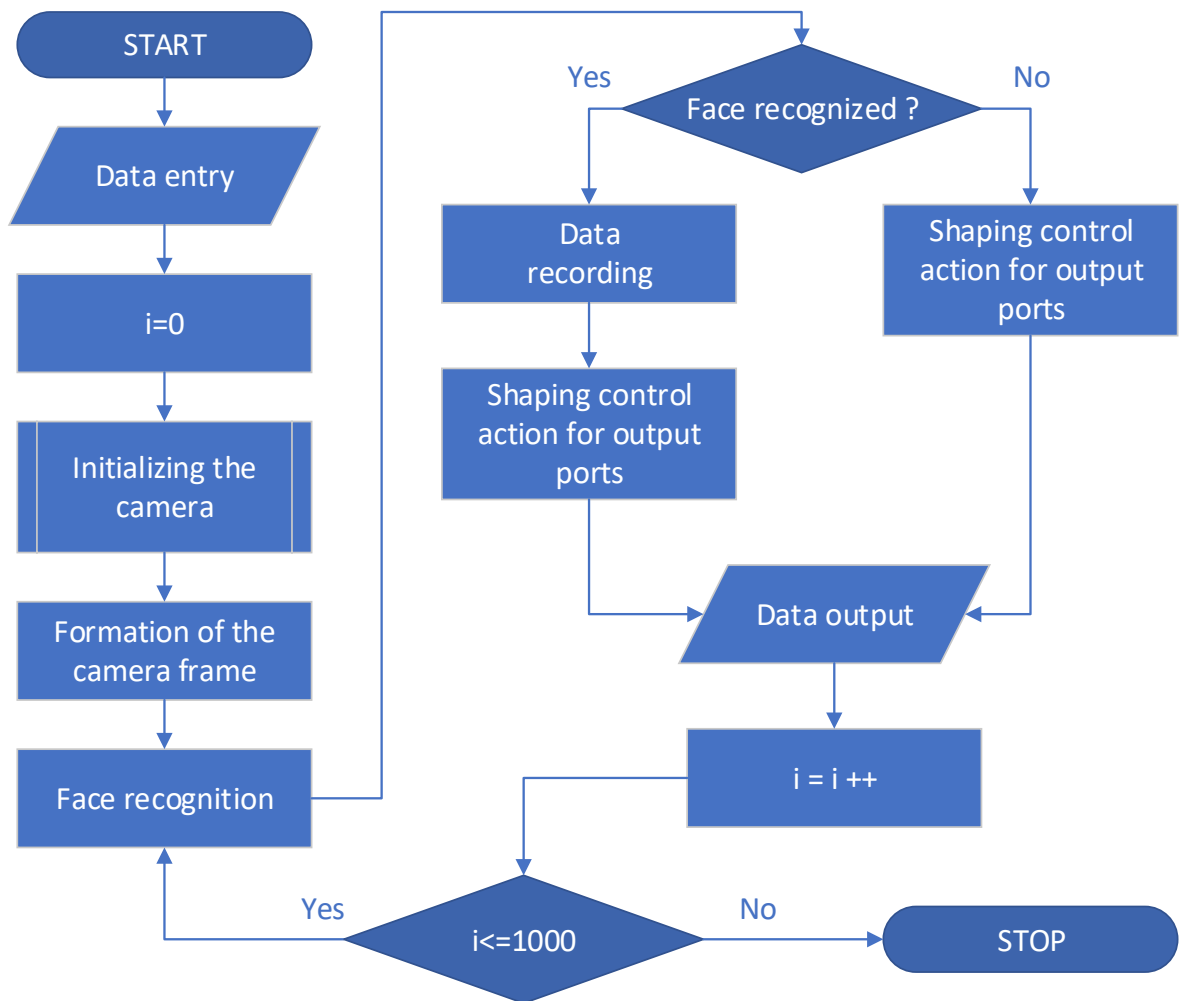 START
Data entry
i=0
Initializing the
camera
Formation of the
camera frame
Face recognition
Face recognized ?
Yes
No
Data
recording
Shaping control
action for output
ports
Shaping control
action for output
ports
Data output
i = i ++
i<=1000
Yes
No
STOP